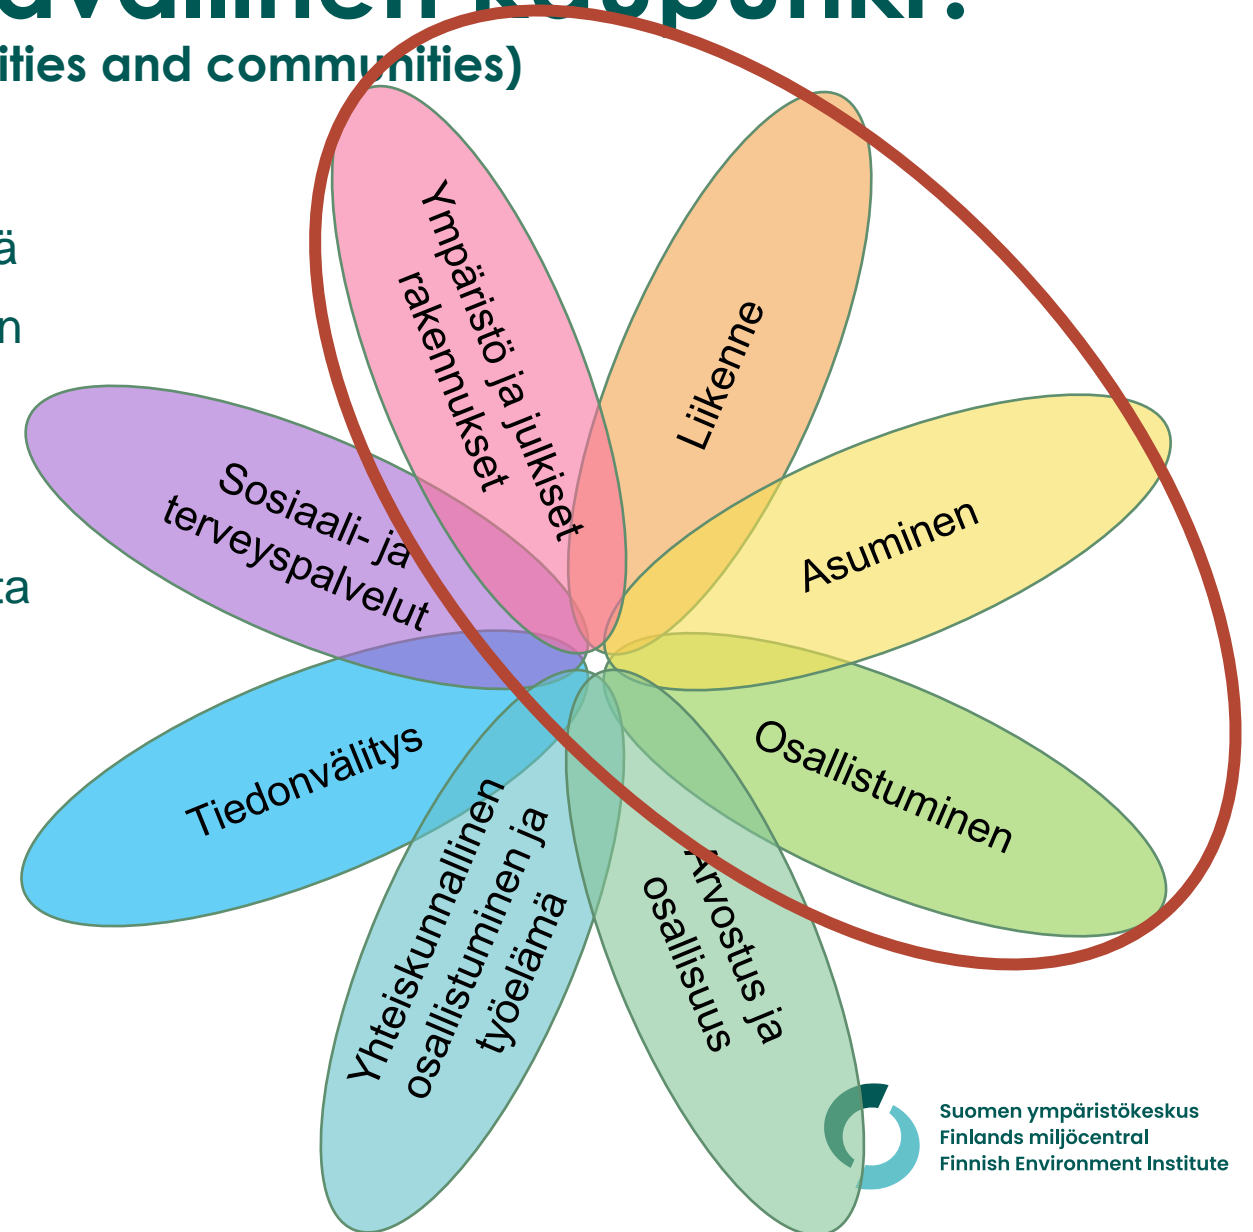 kaupunki?
ities and communities)
ä
n
ta
Ympäristö ja julkiset
rakennukset
Liikenne
Asuminen
Osallistuminen
Arvostus ja
osallisuus
Yhteiskunnallinen
osallistuminen ja
työelämä
Tiedonvälitys
Sosiaali- ja
terveyspalvelut
Suomen ympäristökeskus
Finlands miljöcentral
Finnish Environment Institute